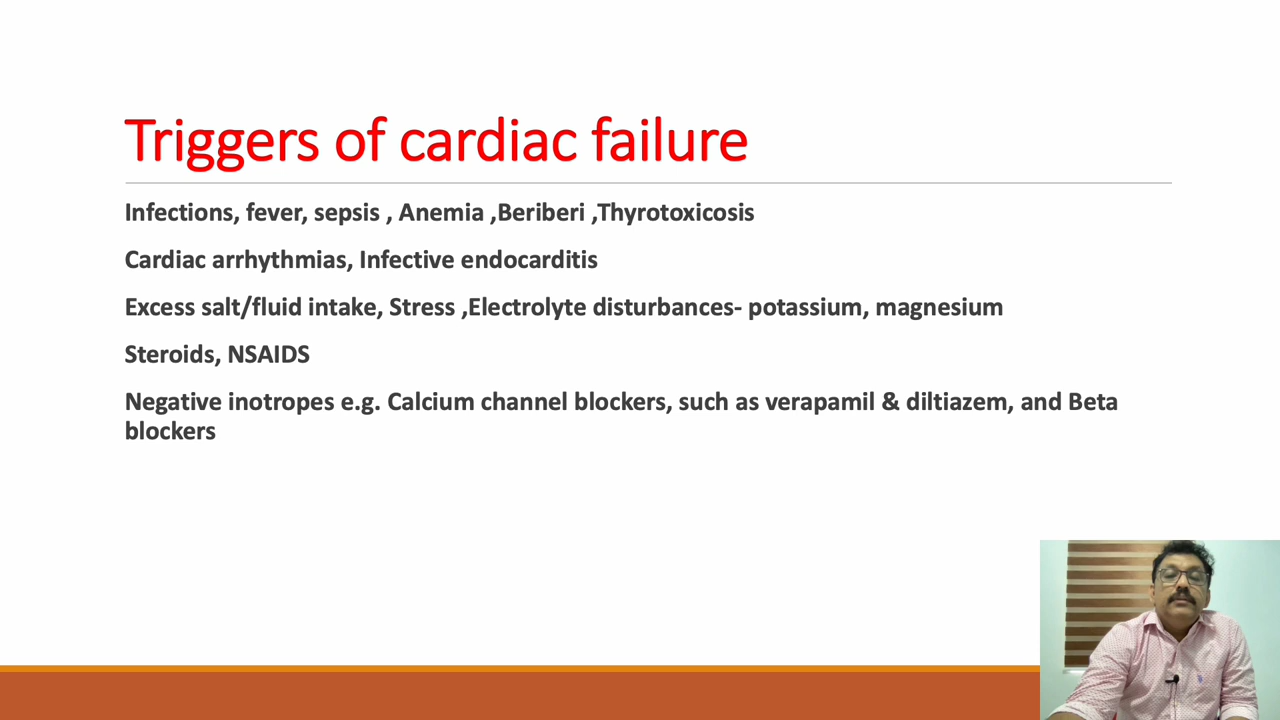 Triggers of cardiac failure
Infections, fever, sepsis , Anemia ,Beriberi ,Thyrotoxicosis
Cardiac arrhythmias, Infective endocarditis
Excess salt/fluid intake, Stress ,Electrolyte disturbances- potassium, magnesium
Steroids, NSAIDS
Negative inotropes e.g. Calcium channel blockers, such as verapamil & diltiazem, and Beta
blockers